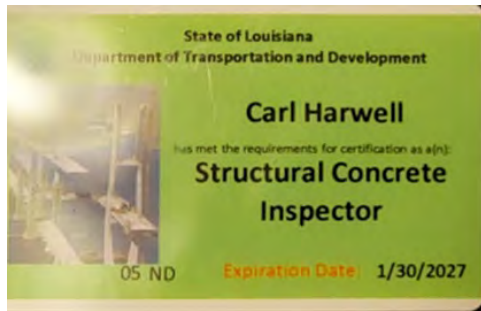 State of Louisiana
Department of Transportation and Development
Carl Harwell
has met the requirements for certification as a(n):
Structural Concrete
Inspector
05 ND
Expiration Date: 1/30/2027